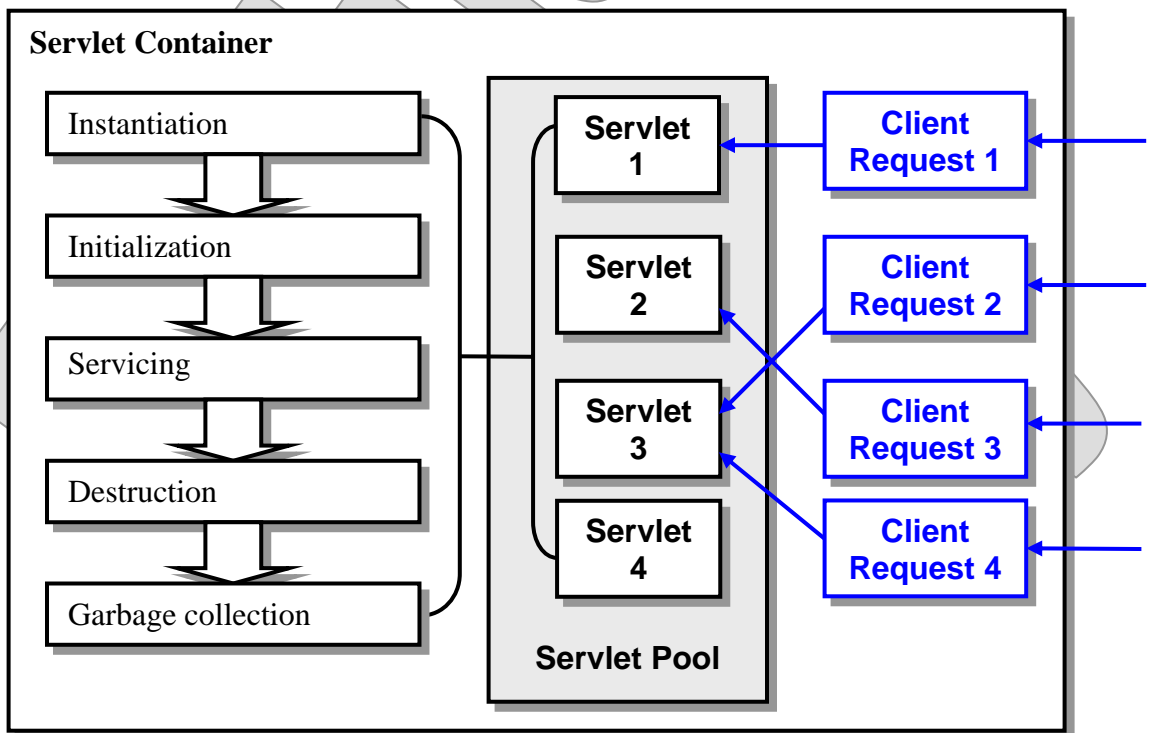 Servlet Container
Instantiation
Initialization
Servicing
Destruction
Garbage collection
Servlet
1
Servlet
2
Servlet
3
Servlet
4
Servlet Pool
Client
Request 1
Client
Request 2
Client
Request 3
Client
Request 4